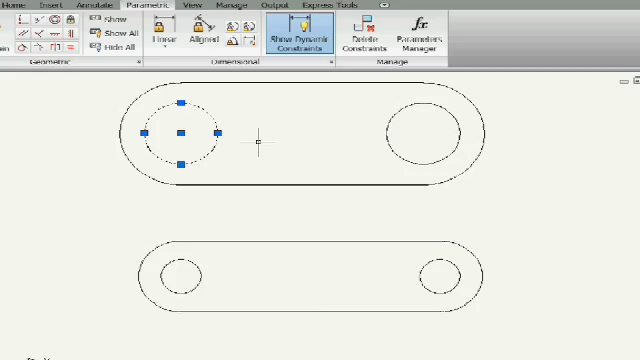 Home Insert Annotate Parametric View Manage Output Express Tools
Show
Show All
Hide All
Linear
Aligned
Show Dynamic
Constraints
Delete
Constraints
Parameters
Manager
Geometric
Dimensional
Manage